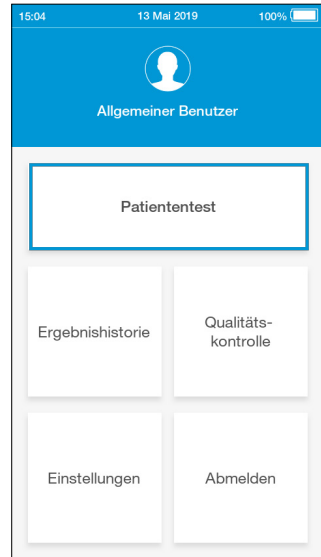 15:04 13 Mai 2019 100%
Allgemeiner Benutzer
Patiententest
Ergebnishistorie
Qualitäts-
kontrolle
Einstellungen
Abmelden